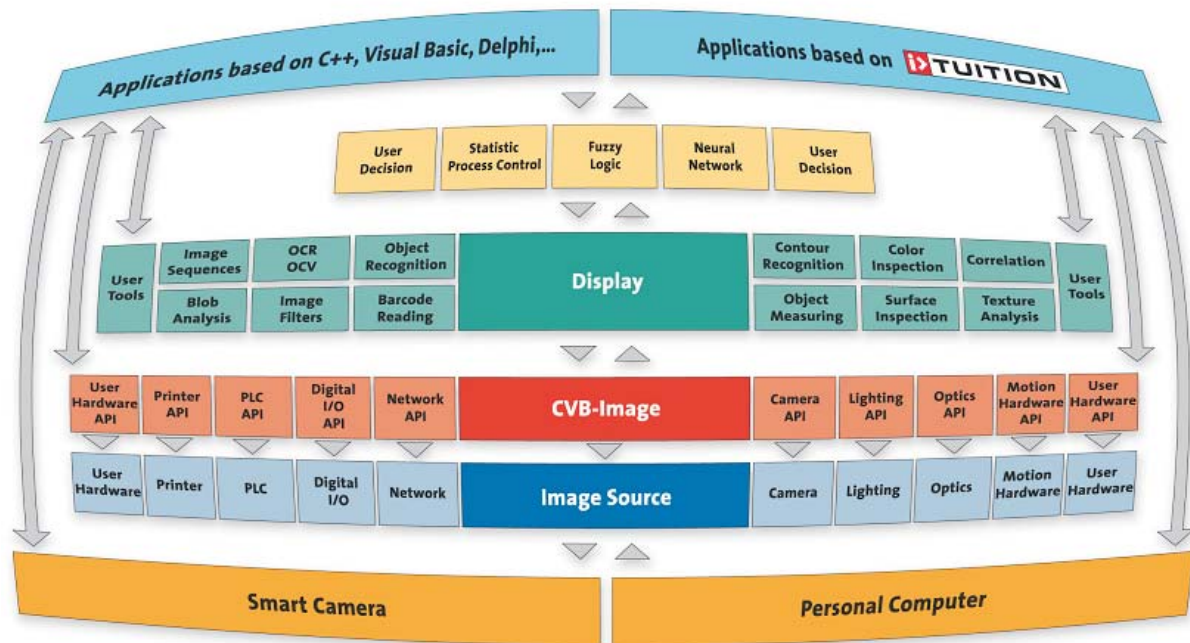 Applications based on C++, Visual Basic, Delphi,...
Applications based on i>TUITION
User
Decision
Statistic
Process Control
Fuzzy
Logic
Neural
Network
User
Decision
User
Tools
Image
Sequences
OCR
OCV
Object
Recognition
Blob
Analysis
Image
Filters
Barcode
Reading
Display
Contour
Recognition
Color
Inspection
Correlation
Object
Measuring
Surface
Inspection
Texture
Analysis
User
Tools
User
Hardware
API
Printer
API
PLC
API
Digital
I/O
API
Network
API
CVB-Image
Camera
API
Lighting
API
Optics
API
Motion
Hardware
API
User
Hardware
API
User
Hardware
Printer
PLC
Digital
I/O
Network
Image Source
Camera
Lighting
Optics
Motion
Hardware
User
Hardware
Smart Camera
Personal Computer